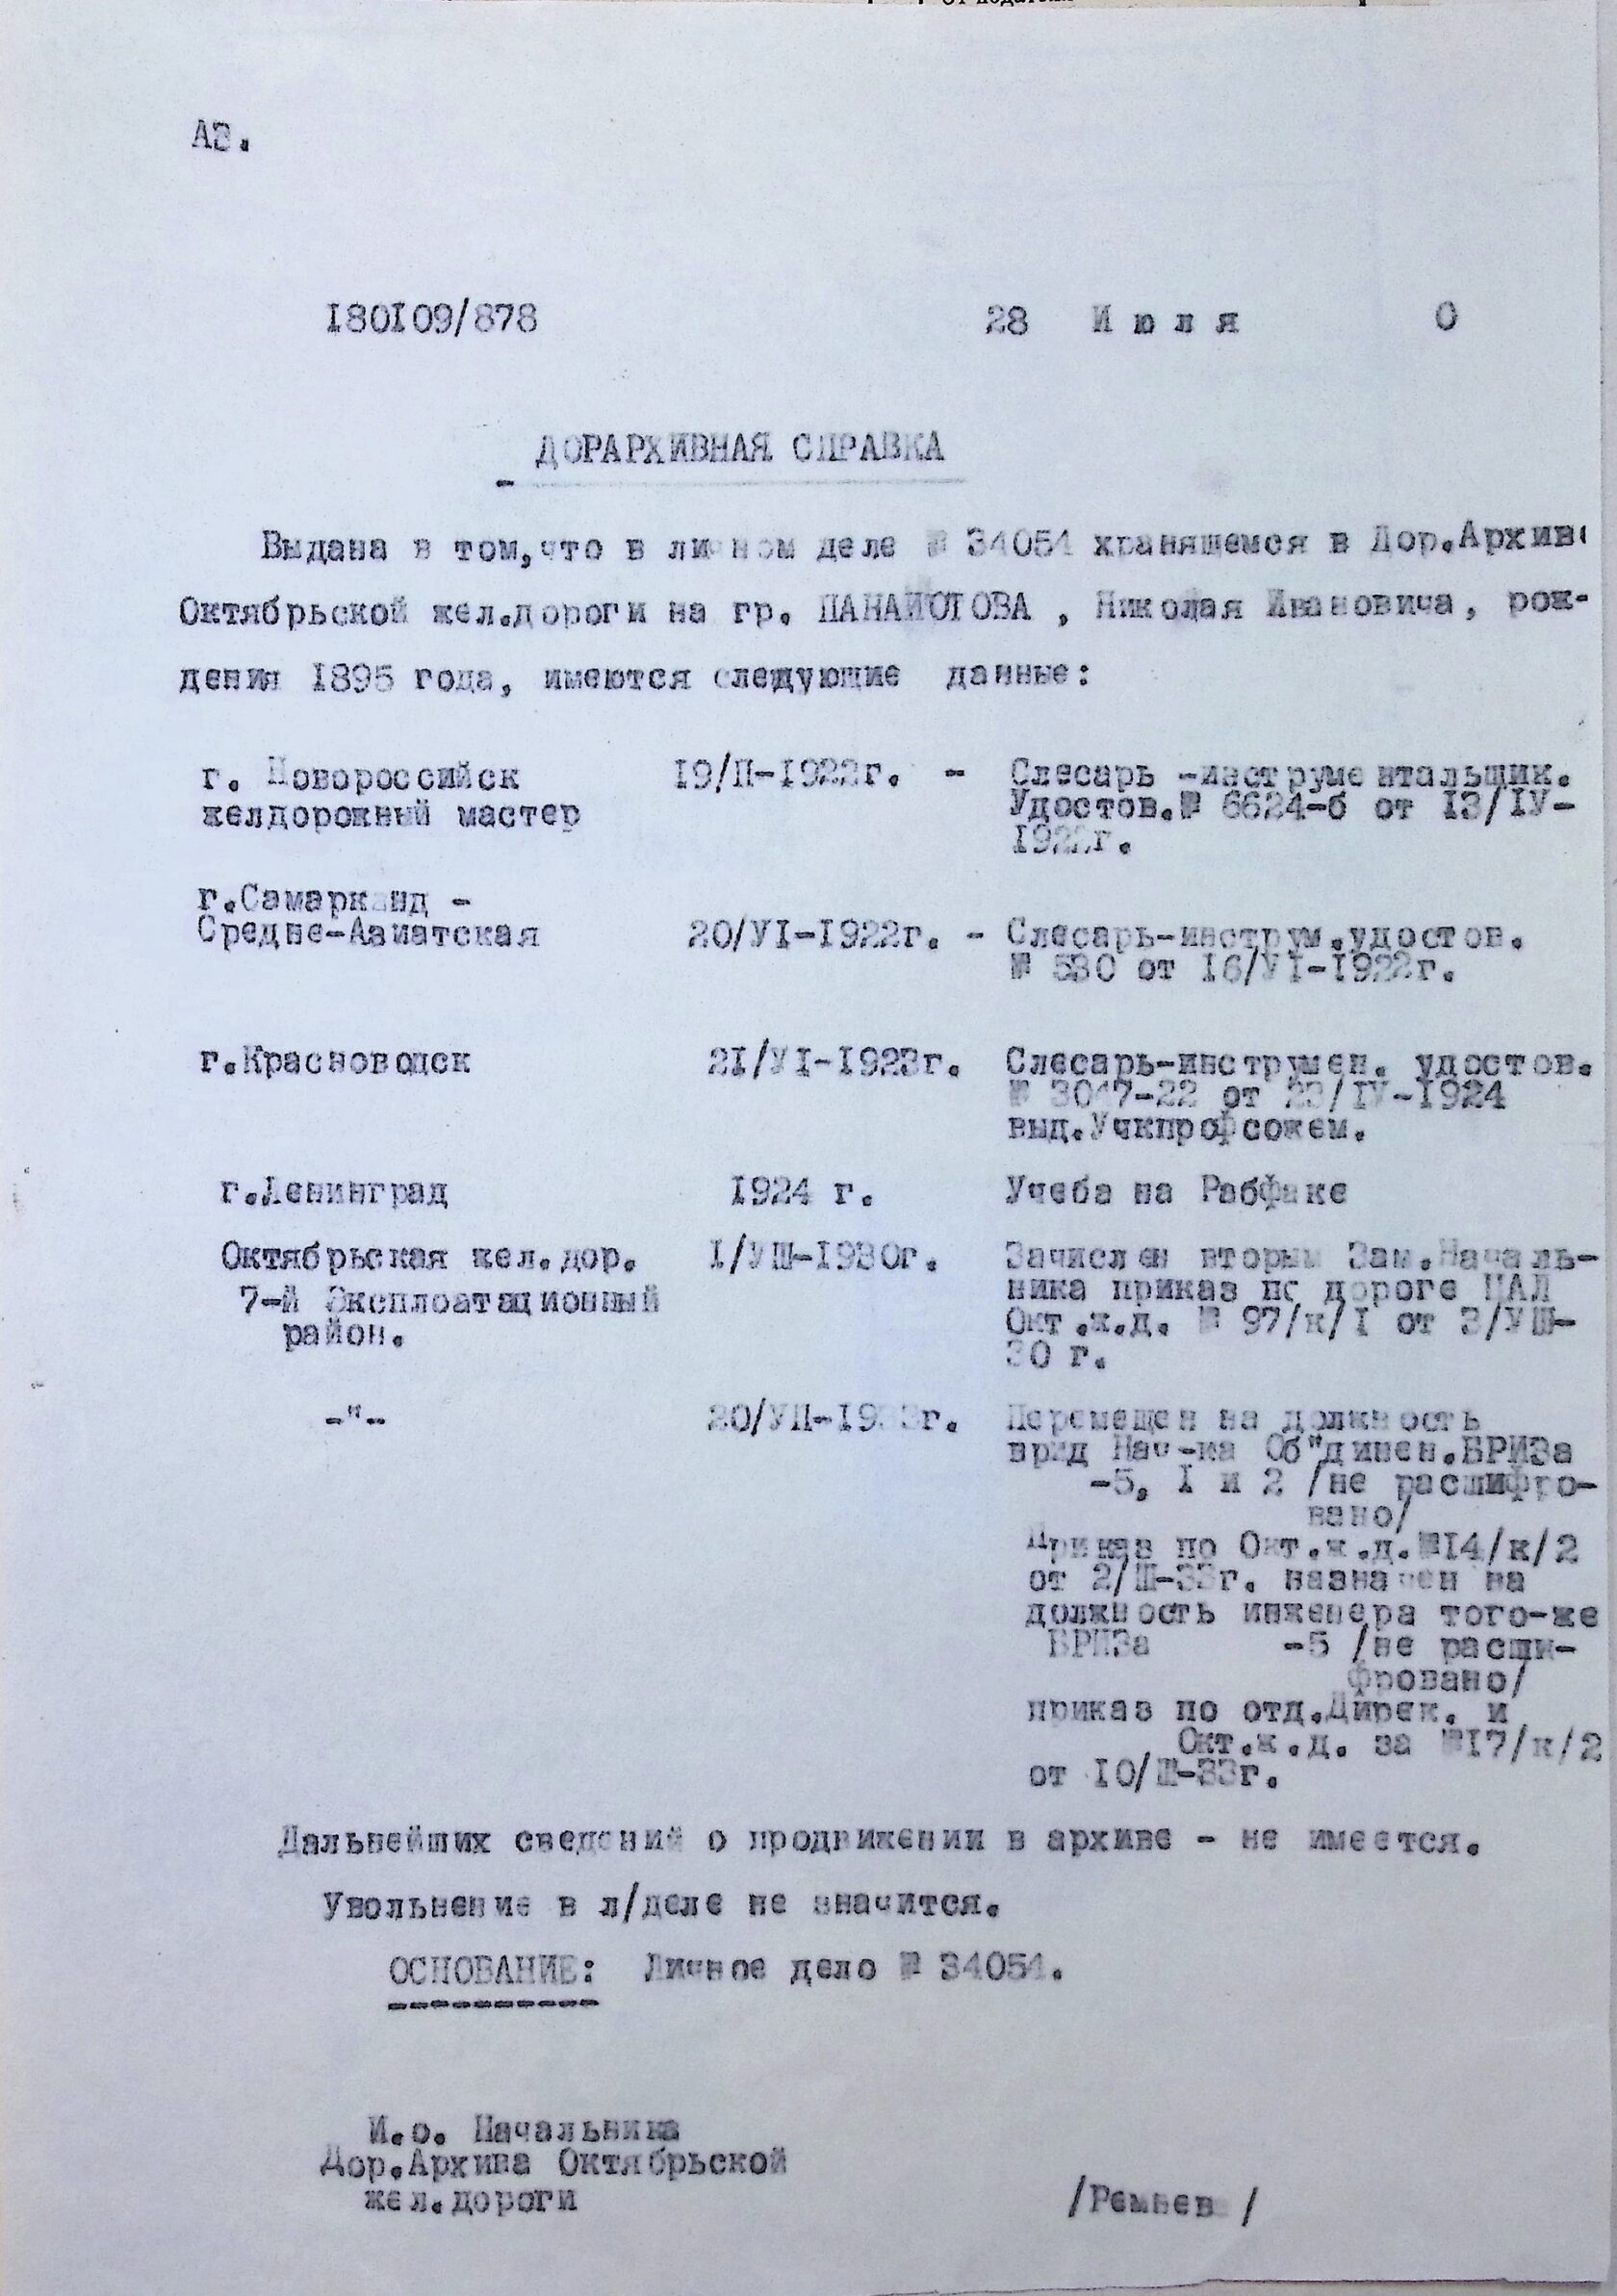 АВ.
180109/878 28 Июля 0
ДОРАРХИВНАЯ СПРАВКА
Выдана в том,что в личном деле № 34054 хранящемся в Дор.Архив
Октябрьской жел.дороги на гр. ПАНАЙОТОВА , Николая Ивановича, рож-
дения 1895 года, имеются следующие данные:
г. Новороссийск 19/II-1922г. - Слесарь -инструментальщик.
желдорожный мастер Удостов.№ 6624-б от 13/IУ-
1922г.
г.Самарканд -
Средне-Азиатская 20/УI-1922г. - Слесарь-инструм.удостов.
№ 530 от 16/УI-1922г.
г.Красноводск 21/УI-1923г. Слесарь-инструмен. удостов.
№ 3047-22 от 23/IУ-1924
выд.Учкпрофсожем.
г.Ленинград 1924 г. Учеба на Рабфаке
Октябрьская жел.дор. 1/УШ-1930г. Зачислен вторым Зам.Началь-
7-й Эксплоатационный ника приказ по дороге ЦАЛ
район. Окт.ж.д. № 97/к/1 от 3/УШ-
30 г.
-"- 20/УП-1933г. Перемещен на должность
врид Нач-ка Об"динен.БРИЗа
-5, 1 и 2 /не расшифро-
вано/
Приказ по Окт.ж.д.№14/к/2
от 2/Ш-33г. назначен на
должность инженера того-же
БРИЗа -5 /не расши-
фровано/
приказ по отд.Дирек. и
Окт.ж.д. за №17/к/2
от 10/Ш-33г.
Дальнейших сведений о продвижении в архиве - не имеется.
Увольнение в л/деле не значится.
ОСНОВАНИЕ: Личное дело № 34054.
И.о. Начальника
Дор.Архива Октябрьской
жел.дороги /Ремнев /